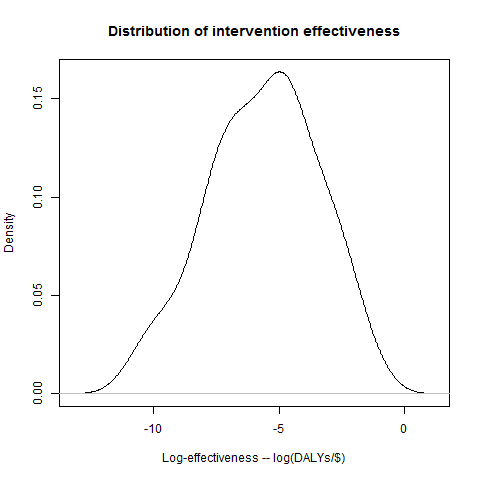 Distribution of intervention effectiveness
Density
0.15
0.10
0.05
0.00
-10
-5
0
Log-effectiveness -- log(DALYs/$)